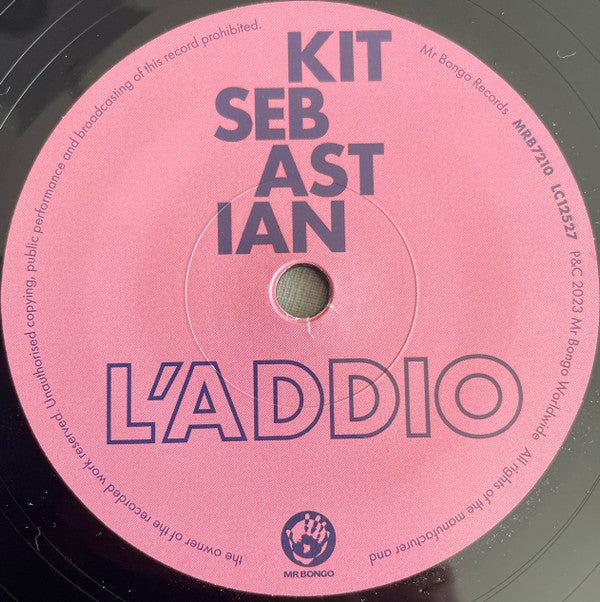 KIT
SEB
AST
IAN
L'ADDIO
MR BONGO
Mr Bongo Records MRB7210 LC12527 P&C 2023 Mr Bongo Worldwide All rights of the manufacturer and the owner of the recorded work reserved. Unauthorised copying, public performance and broadcasting of this record prohibited.